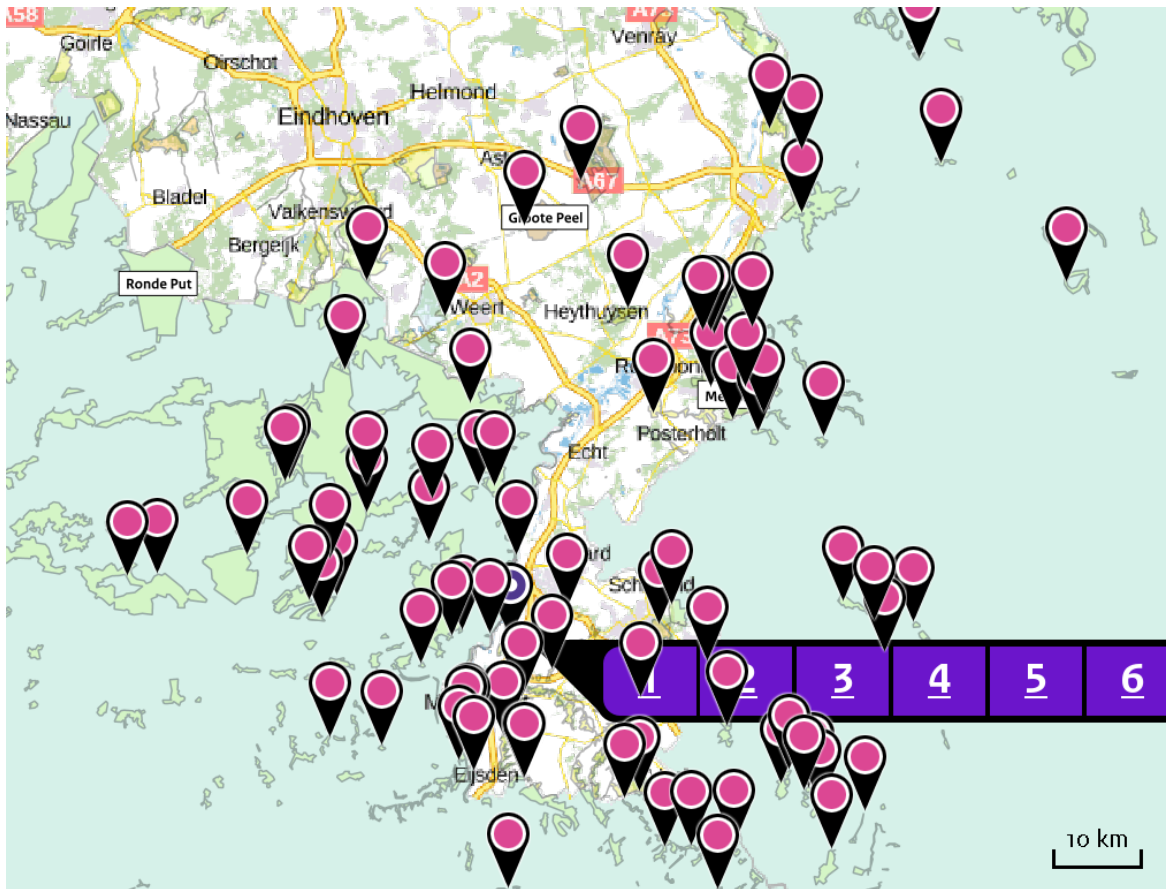 A58
Goirle
Oirschot
Venray
Helmond
Eindhoven
Nassau
A67
Bladel
Valkenswaard
Groote Peel
Bergeijk
Ronde Put
A2
Weert
Heythuysen
A73
Posterholt
Echt
1 2 3 4 5 6
Eijsden
10 km